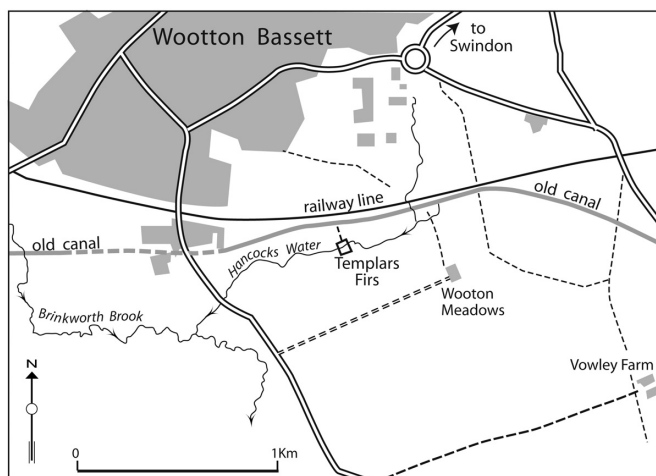 Wootton Bassett
to
Swindon
railway line
old canal
old canal
Hancocks Water
Templars
Firs
Wooton
Meadows
Brinkworth Brook
Vowley Farm
N
0
1Km